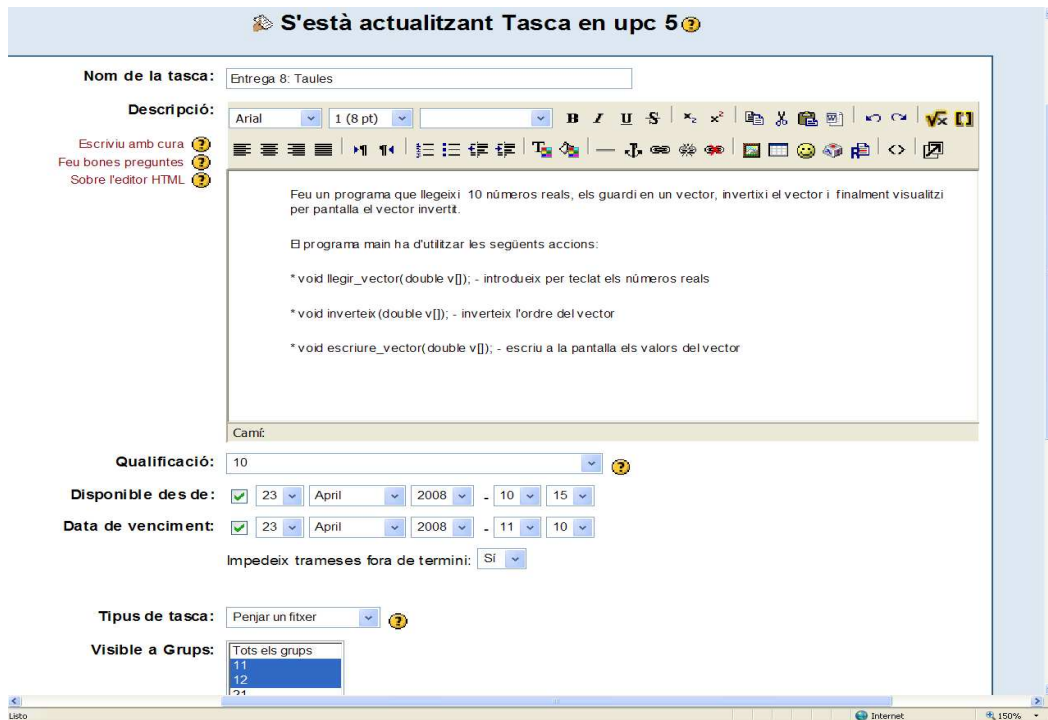 S'està actualitzant Tasca en upc 5
Nom de la tasca: Entrega 8: Taules
Descripció:
Escriviu amb cura
Feu bones preguntes
Sobre l'editor HTML
Arial 1 (8 pt)
Feu un programa que llegeixi 10 números reals, els guardi en un vector, invertixi el vector i finalment visualitzi
per pantalla el vector invertit.
El programa main ha d'utilitzar les següents accions:
* void llegir_vector(double v[]); - introdueix per teclat els números reals
* void inverteix(double v[]); - inverteix l'ordre del vector
* void escriure_vector(double v[]); - escriu a la pantalla els valors del vector
Camí:
Qualificació: 10
Disponible des de: 23 April 2008 - 10 15
Data de venciment: 23 April 2008 - 11 10
Impedeix trameses fora de termini: Sí
Tipus de tasca: Penjar un fitxer
Visible a Grups: Tots els grups
11
12
21
Listo Internet 150%